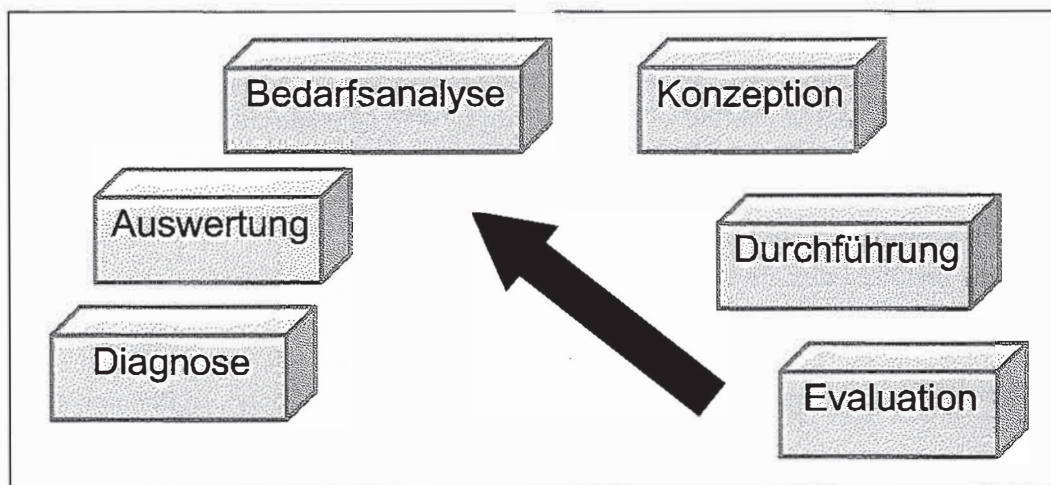 Bedarfsanalyse
Konzeption
Auswertung
Durchführung
Diagnose
Evaluation